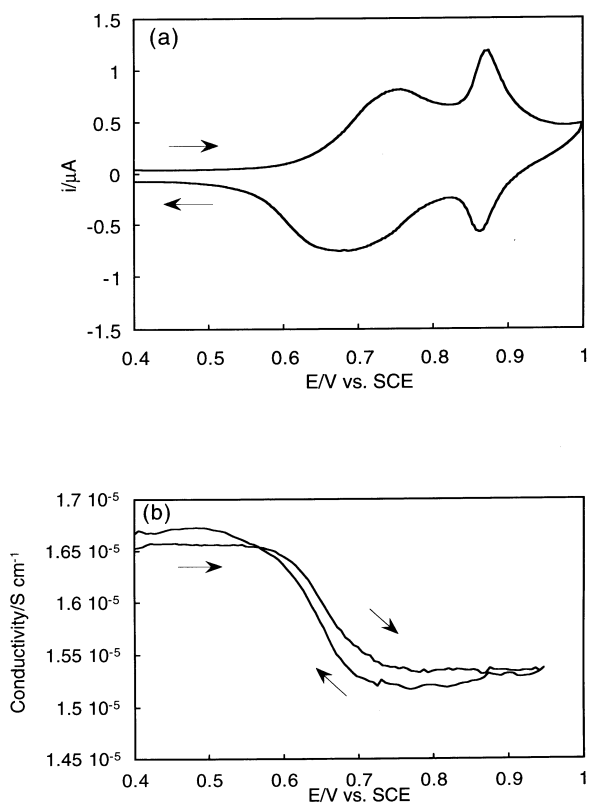 (a)
1.5
1
0.5
0
-0.5
-1
-1.5
i/μA
0.4 0.5 0.6 0.7 0.8 0.9 1
E/V vs. SCE
(b)
1.7 10-5
1.65 10-5
1.6 10-5
1.55 10-5
1.5 10-5
1.45 10-5
Conductivity/S cm-1
0.4 0.5 0.6 0.7 0.8 0.9 1
E/V vs. SCE